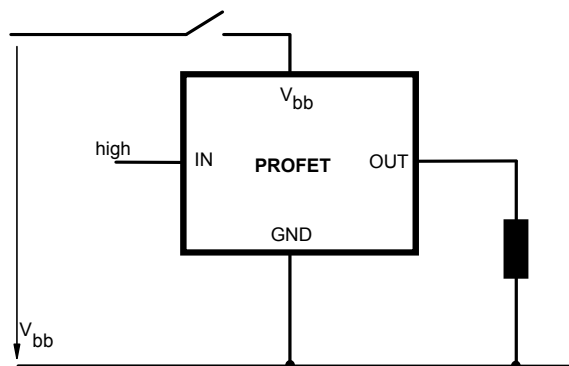 Vbb
high
IN
PROFET
OUT
GND
Vbb